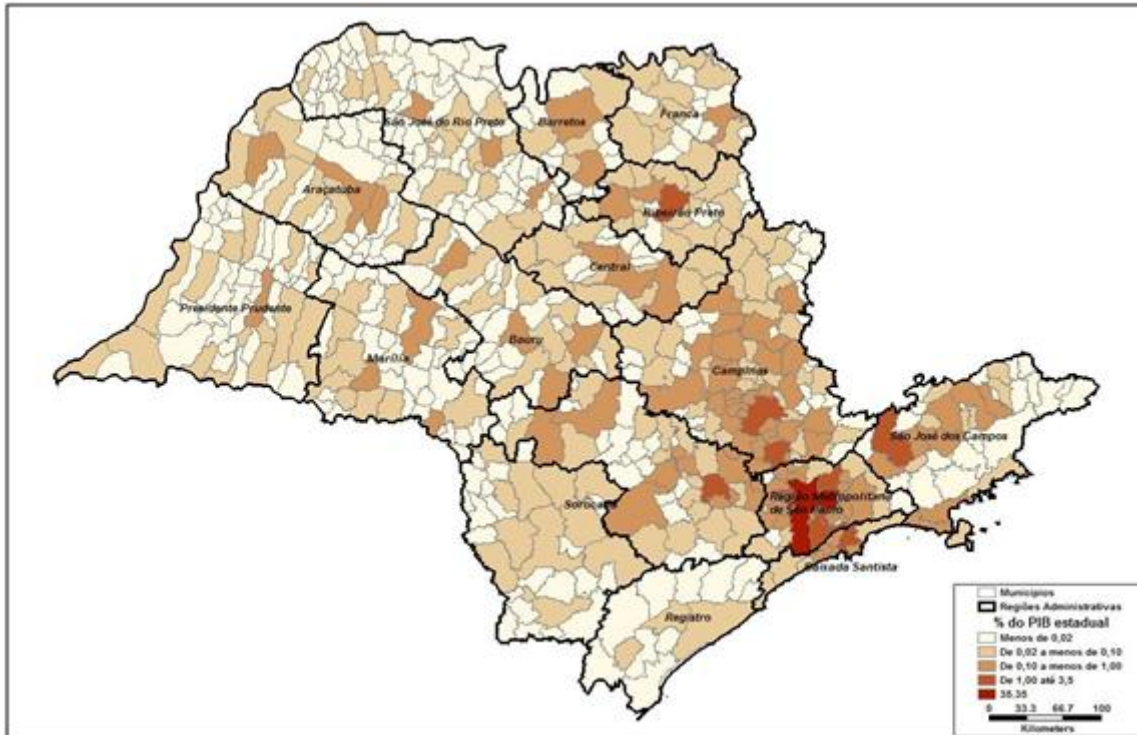 São José do Rio Preto
Barretos
Franca
Araçatuba
Ribeirão Preto
Central
Presidente Prudente
Marília
Bauru
Campinas
São José dos Campos
Região Metropolitana
de São Paulo
Sorocaba
Baixada Santista
Registro
Municípios
Regiões Administrativas
% do PIB estadual
Menos de 0,02
De 0,02 a menos de 0,10
De 0,10 a menos de 1,00
De 1,00 até 3,5
35.35
0 33.3 66.7 100
Kilometers